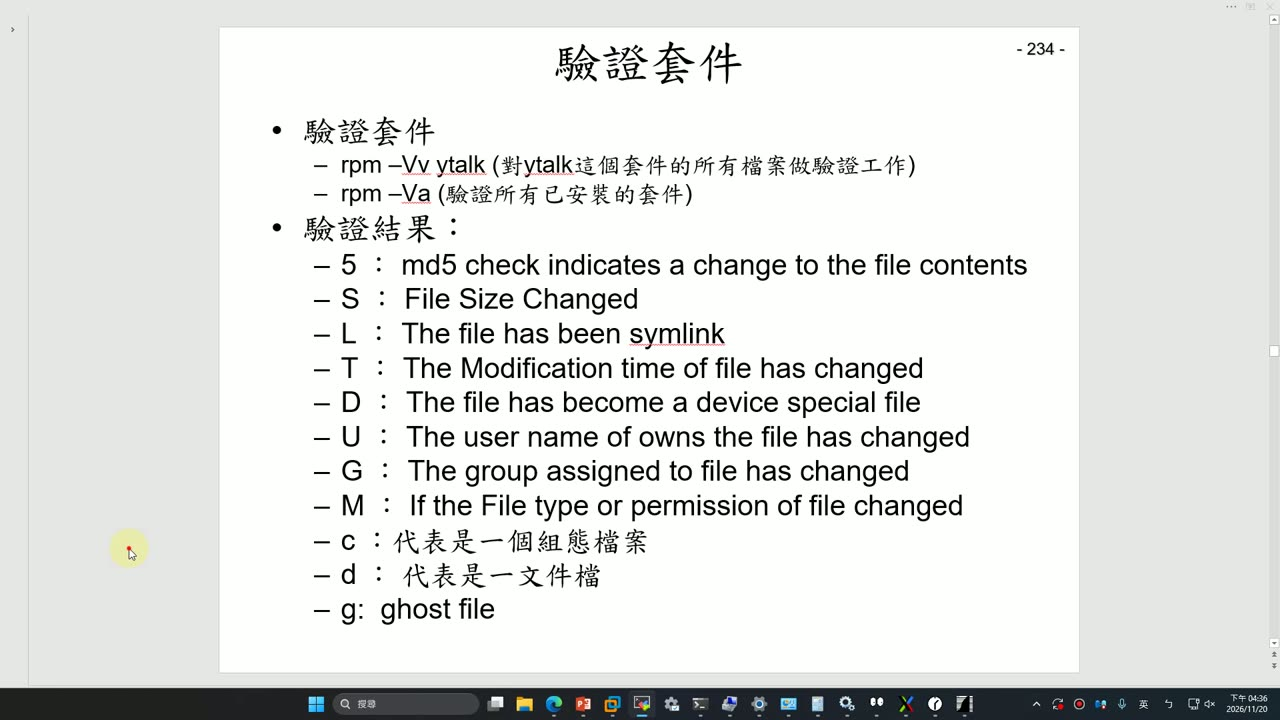 - 234 -
驗證套件
• 驗證套件
– rpm –Vv ytalk (對ytalk這個套件的所有檔案做驗證工作)
– rpm –Va (驗證所有已安裝的套件)
• 驗證結果：
– 5 ： md5 check indicates a change to the file contents
– S ： File Size Changed
– L ： The file has been symlink
– T ： The Modification time of file has changed
– D ： The file has become a device special file
– U ： The user name of owns the file has changed
– G ： The group assigned to file has changed
– M ： If the File type or permission of file changed
– c ：代表是一個組態檔案
– d ： 代表是一文件檔
– g: ghost file
搜尋
英
ㄅ
下午 04:36
2026/11/20